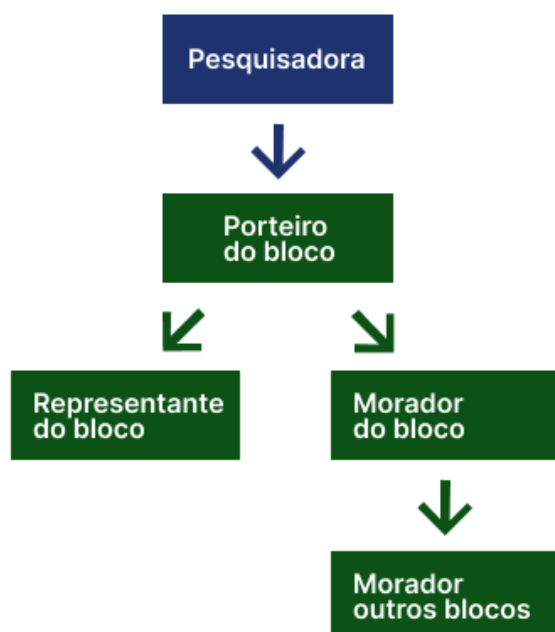 Pesquisadora
Porteiro
do bloco
Representante
do bloco
Morador
do bloco
Morador
outros blocos